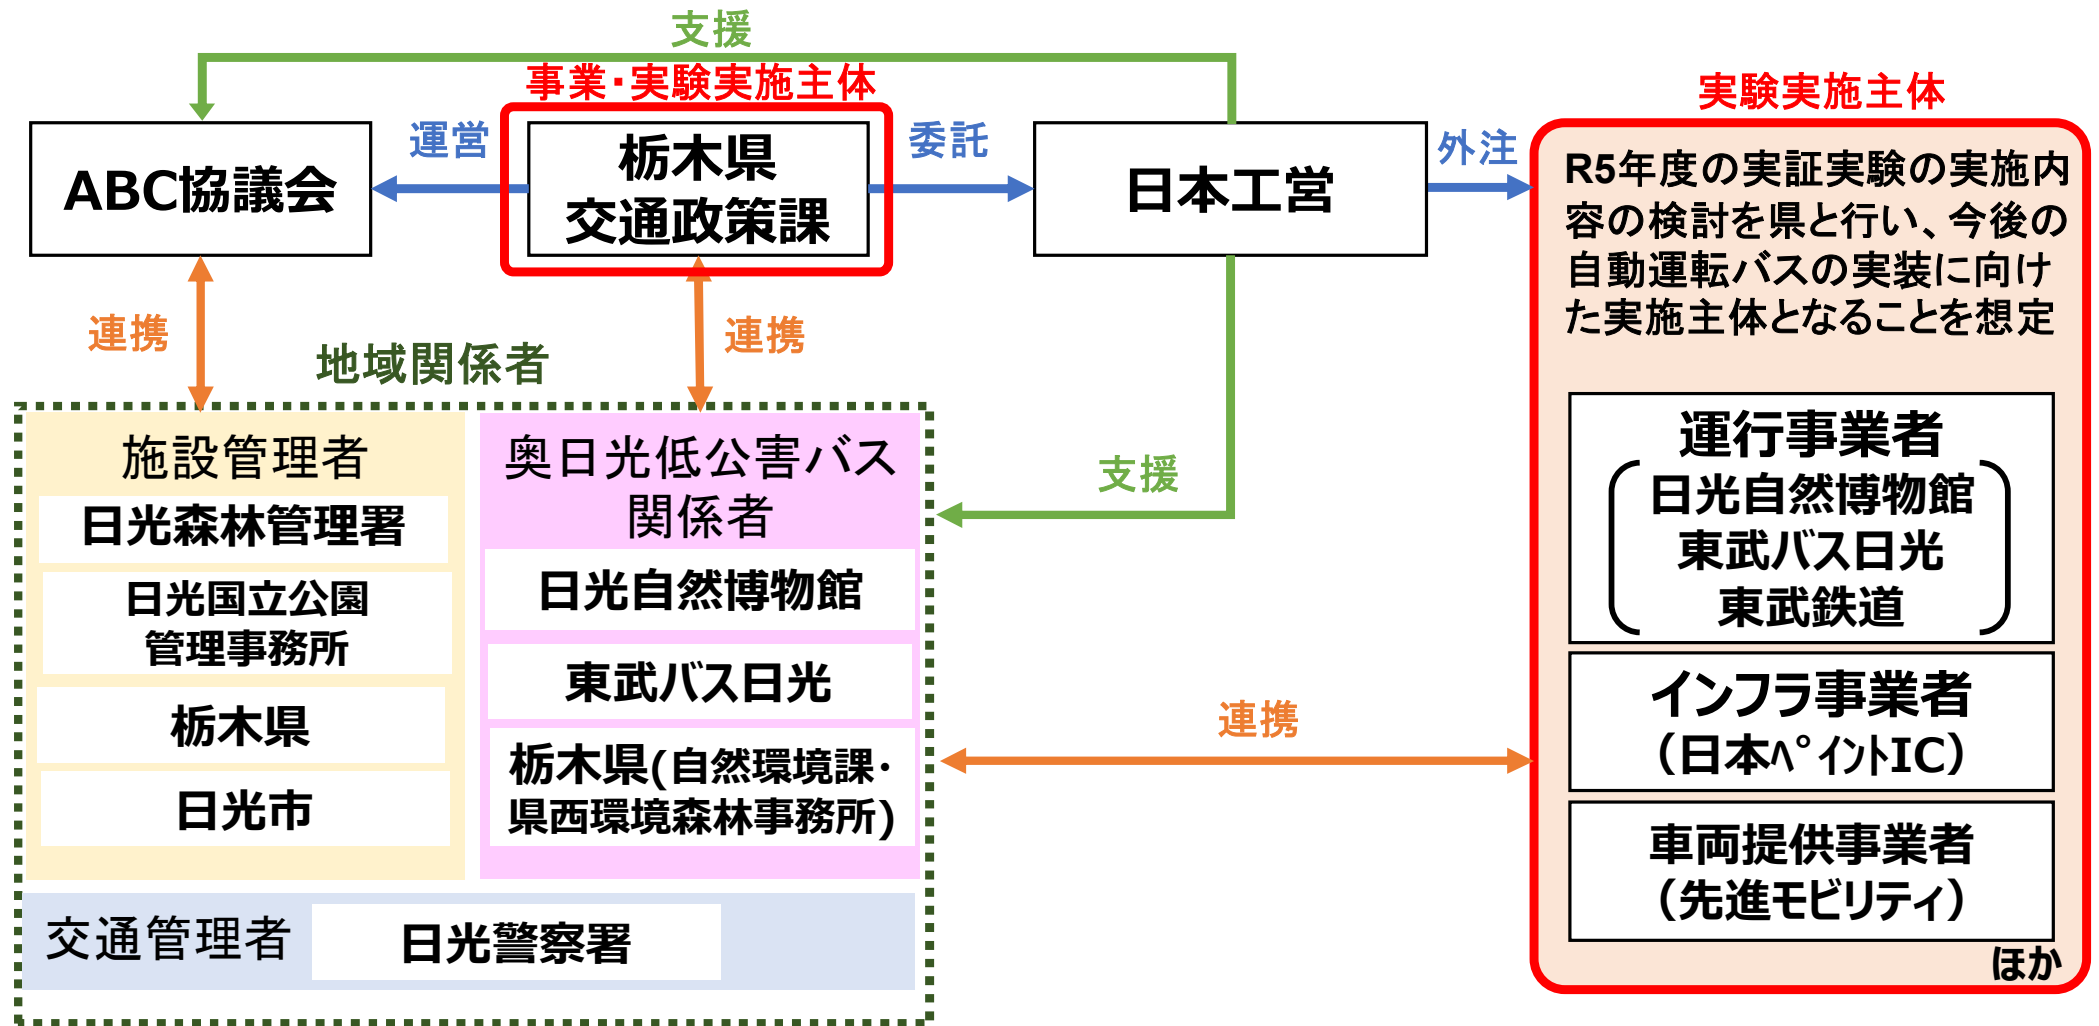 支援
事業・実験実施主体
実験実施主体
ABC協議会
運営
栃木県
交通政策課
委託
日本工営
外注
R5年度の実証実験の実施内
容の検討を県と行い、今後の
自動運転バスの実装に向け
た実施主体となることを想定
連携
連携
地域関係者
施設管理者
日光森林管理署
日光国立公園
管理事務所
栃木県
日光市
奥日光低公害バス
関係者
日光自然博物館
東武バス日光
栃木県(自然環境課・
県西環境森林事務所)
交通管理者
日光警察署
支援
連携
運行事業者
日光自然博物館
東武バス日光
東武鉄道
インフラ事業者
（日本ﾍﾟｲﾝﾄIC）
車両提供事業者
（先進モビリティ）
ほか